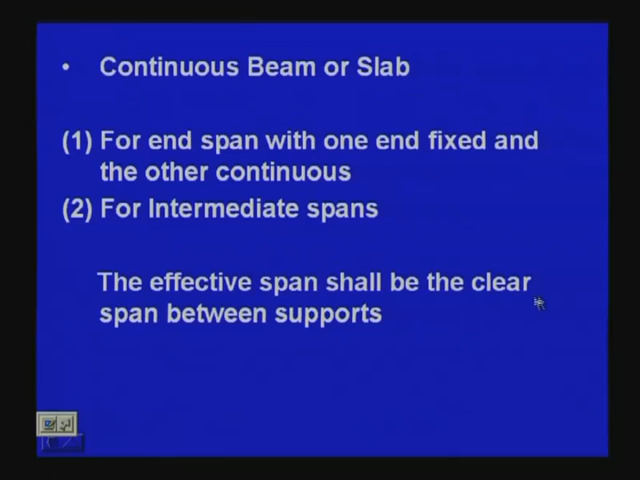 • Continuous Beam or Slab
(1) For end span with one end fixed and
the other continuous
(2) For Intermediate spans
The effective span shall be the clear
span between supports